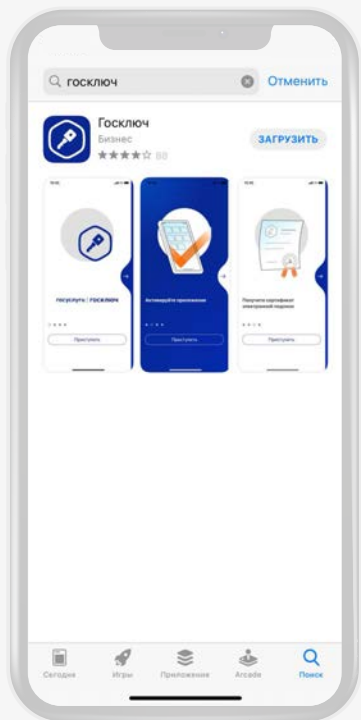 госключ
Отменить
Госключ
Бизнес
ЗАГРУЗИТЬ
госуслуги | госключ
Приступить
Активируйте приложение
Приступить
Получите сертификат
электронной подписи
Приступить
Сегодня
Игры
Приложения
Arcade
Поиск